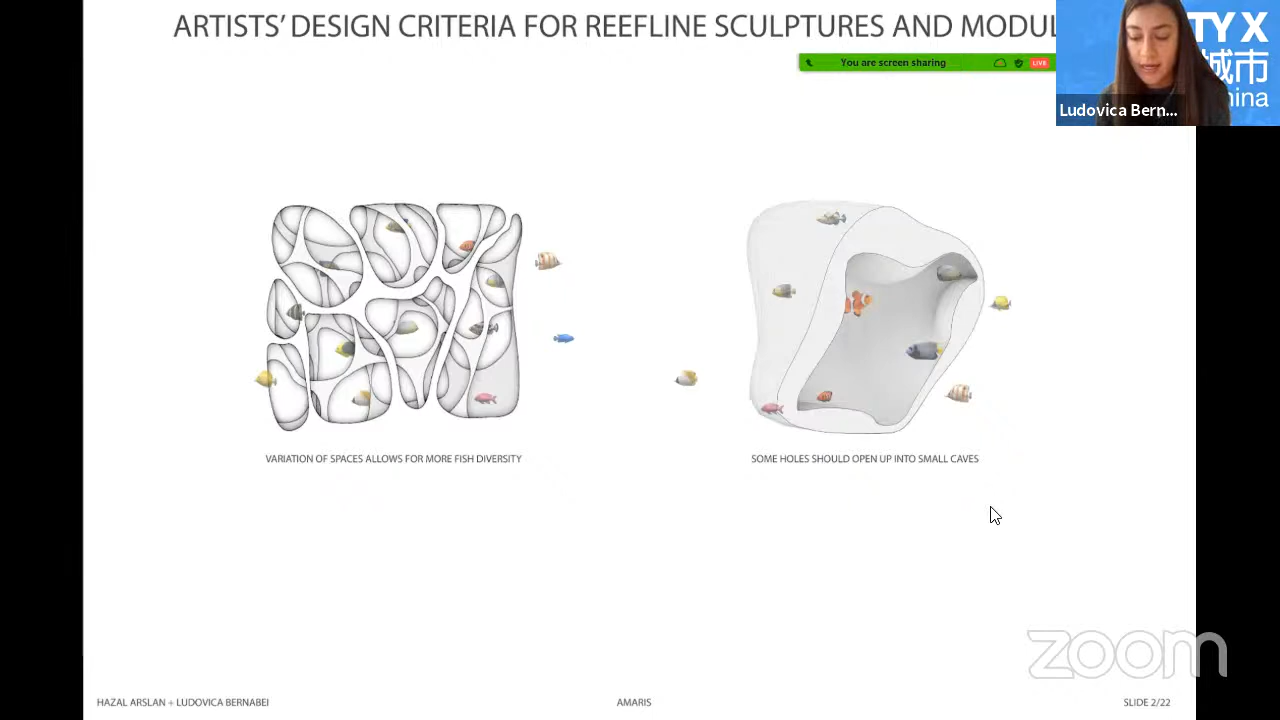 ARTISTS' DESIGN CRITERIA FOR REEFLINE SCULPTURES AND MODUL
TY X
城市
hina
You are screen sharing
LIVE
Ludovica Bern...
VARIATION OF SPACES ALLOWS FOR MORE FISH DIVERSITY
SOME HOLES SHOULD OPEN UP INTO SMALL CAVES
zoom
HAZAL ARSLAN + LUDOVICA BERNABEI
AMARIS
SLIDE 2/22